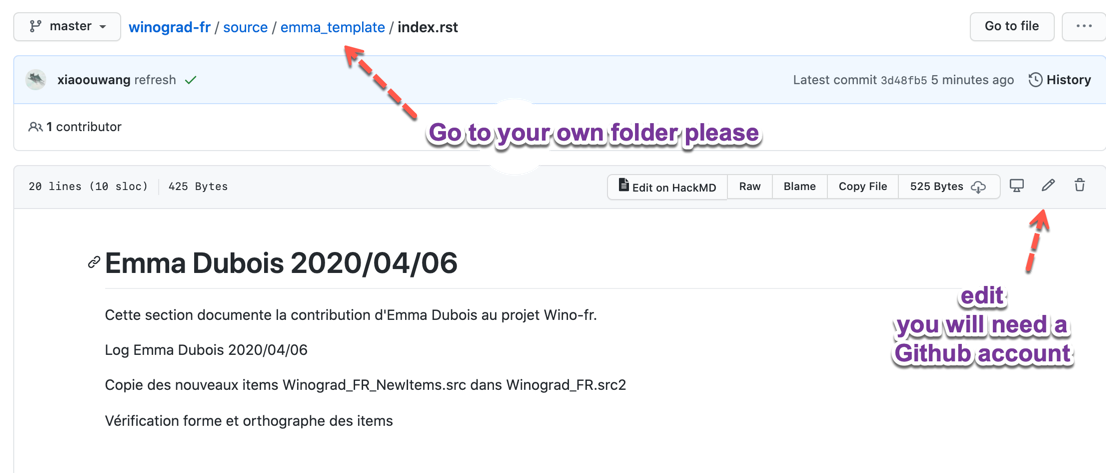 master winograd-fr / source / emma_template / index.rst Go to file ...
xiaoouwang refresh Latest commit 3d48fb5 5 minutes ago History
1 contributor
Go to your own folder please
20 lines (10 sloc) 425 Bytes Edit on HackMD Raw Blame Copy File 525 Bytes
Emma Dubois 2020/04/06
edit
you will need a
Github account
Cette section documente la contribution d'Emma Dubois au projet Wino-fr.
Log Emma Dubois 2020/04/06
Copie des nouveaux items Winograd_FR_NewItems.src dans Winograd_FR.src2
Vérification forme et orthographe des items